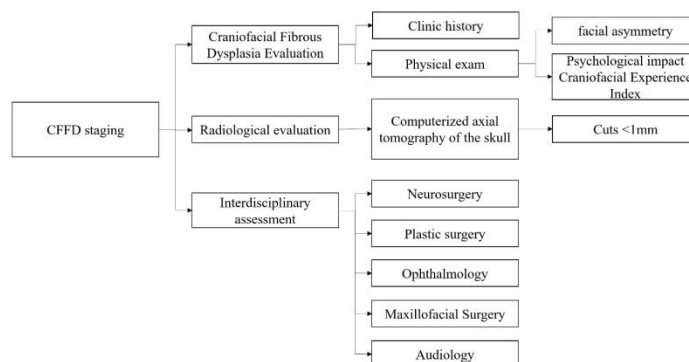 CFFD staging
Craniofacial Fibrous
Dysplasia Evaluation
Clinic history
Physical exam
facial asymmetry
Psychological impact
Craniofacial Experience
Index
Radiological evaluation
Computerized axial
tomography of the skull
Cuts <1mm
Interdisciplinary
assessment
Neurosurgery
Plastic surgery
Ophthalmology
Maxillofacial Surgery
Audiology